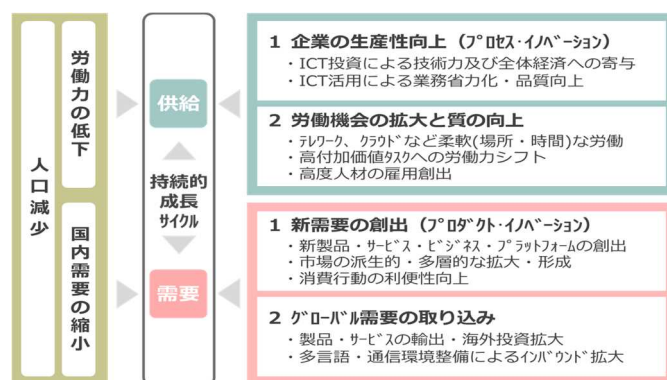 人口減少
労働力の低下
国内需要の縮小
供給
持続的
成長
サイクル
需要
1 企業の生産性向上（ﾌﾟﾛｾｽ･ｲﾉﾍﾞｰｼｮﾝ）
・ICT投資による技術力及び全体経済への寄与
・ICT活用による業務省力化・品質向上
2 労働機会の拡大と質の向上
・ﾃﾚﾜｰｸ、ｸﾗｳﾄﾞなど柔軟(場所・時間)な労働
・高付加価値ﾀｽｸへの労働力シフト
・高度人材の雇用創出
1 新需要の創出（ﾌﾟﾛﾀﾞｸﾄ･ｲﾉﾍﾞｰｼｮﾝ）
・新製品・ｻｰﾋﾞｽ・ﾋﾞｼﾞﾈｽ・ﾌﾟﾗｯﾄﾌｫｰﾑの創出
・市場の派生的・多層的な拡大・形成
・消費行動の利便性向上
2 ｸﾞﾛｰﾊﾞﾙ需要の取り込み
・製品・ｻｰﾋﾞｽの輸出・海外投資拡大
・多言語・通信環境整備によるｲﾝﾊﾞｳﾝﾄﾞ拡大